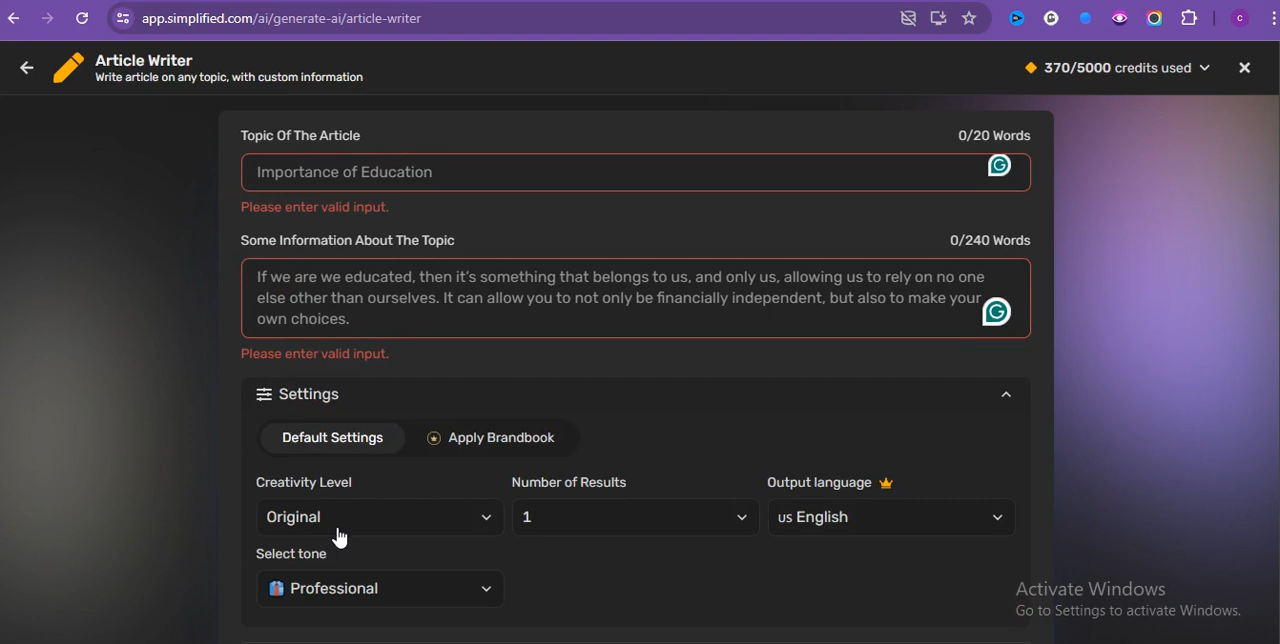 app.simplified.com/ai/generate-ai/article-writer
C
Article Writer
Write article on any topic, with custom information
370/5000 credits used
Topic Of The Article
0/20 Words
Importance of Education
Please enter valid input.
Some Information About The Topic
0/240 Words
If we are we educated, then it's something that belongs to us, and only us, allowing us to rely on no one
else other than ourselves. It can allow you to not only be financially independent, but also to make your
own choices.
Please enter valid input.
Settings
Default Settings
Apply Brandbook
Creativity Level
Number of Results
Output language
Original
1
us English
Select tone
Professional
Activate Windows
Go to Settings to activate Windows.